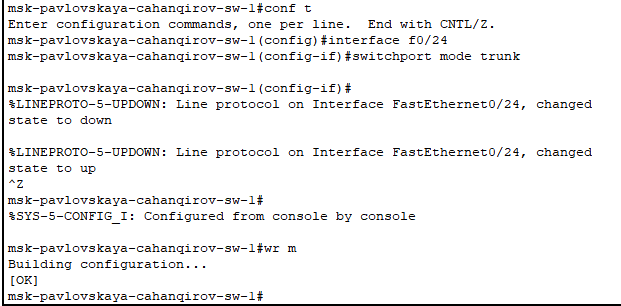 msk-pavlovskaya-cahanqirov-sw-1#conf t
Enter configuration commands, one per line.  End with CNTL/Z.
msk-pavlovskaya-cahanqirov-sw-1(config)#interface f0/24
msk-pavlovskaya-cahanqirov-sw-1(config-if)#switchport mode trunk

msk-pavlovskaya-cahanqirov-sw-1(config-if)#
%LINEPROTO-5-UPDOWN: Line protocol on Interface FastEthernet0/24, changed
state to down

%LINEPROTO-5-UPDOWN: Line protocol on Interface FastEthernet0/24, changed
state to up
^Z
msk-pavlovskaya-cahanqirov-sw-1#
%SYS-5-CONFIG_I: Configured from console by console

msk-pavlovskaya-cahanqirov-sw-1#wr m
Building configuration...
[OK]
msk-pavlovskaya-cahanqirov-sw-1#